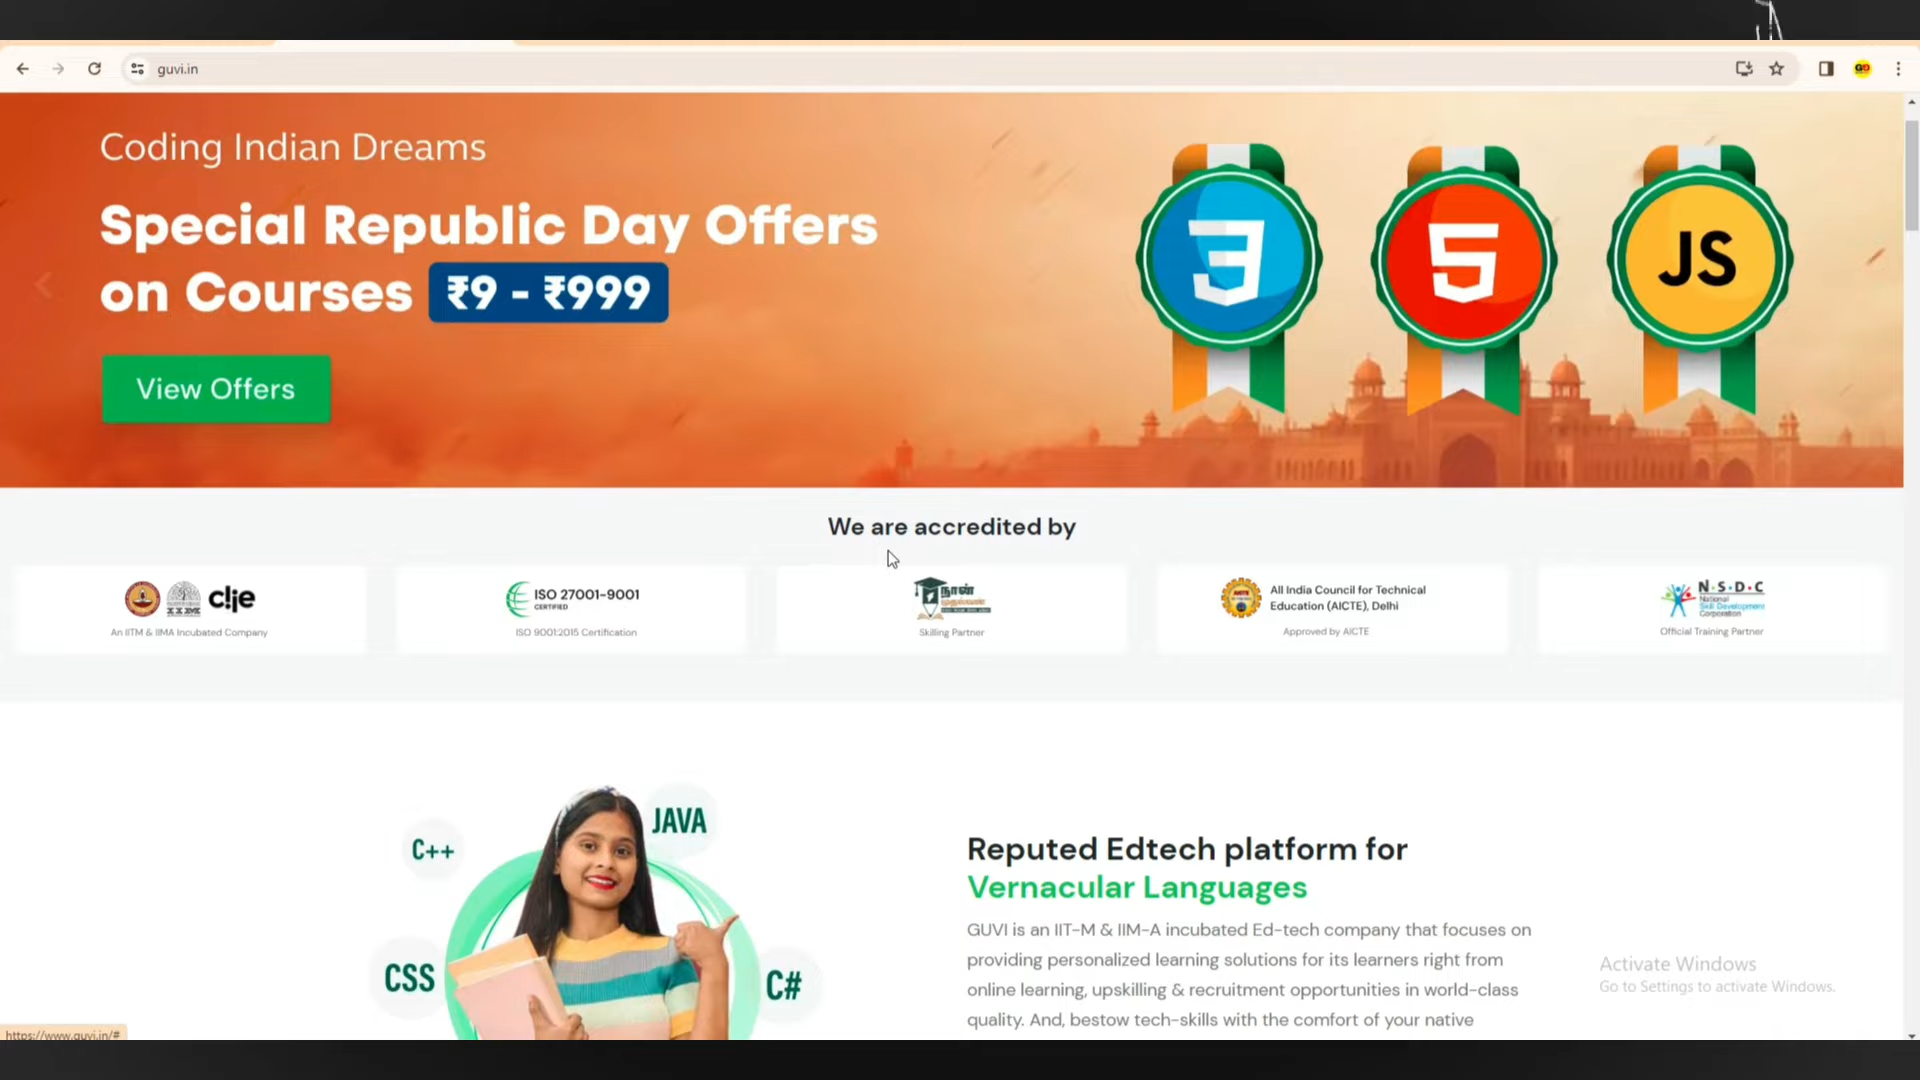 guvi.in
Coding Indian Dreams
Special Republic Day Offers
on Courses ₹9 - ₹999
View Offers
JS
We are accredited by
c!ie
An IITM & IIMA Incubated Company
ISO 27001-9001
CERTIFIED
ISO 9001:2015 Certification
நான்
Skilling Partner
All India Council for Technical
Education (AICTE), Delhi
Approved by AICTE
N·S·D·C
National
Skill Development
Corporation
Official Training Partner
JAVA
C++
CSS
C#
Reputed Edtech platform for
Vernacular Languages
GUVI is an IIT-M & IIM-A incubated Ed-tech company that focuses on
providing personalized learning solutions for its learners right from
online learning, upskilling & recruitment opportunities in world-class
quality. And, bestow tech-skills with the comfort of your native
Activate Windows
Go to Settings to activate Windows.
https://www.guvi.in/#